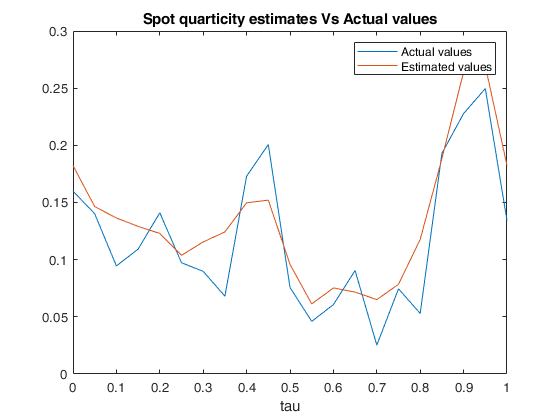 Spot quarticity estimates Vs Actual values
Actual values
Estimated values
0.3
0.25
0.2
0.15
0.1
0.05
0
0 0.1 0.2 0.3 0.4 0.5 0.6 0.7 0.8 0.9 1
tau